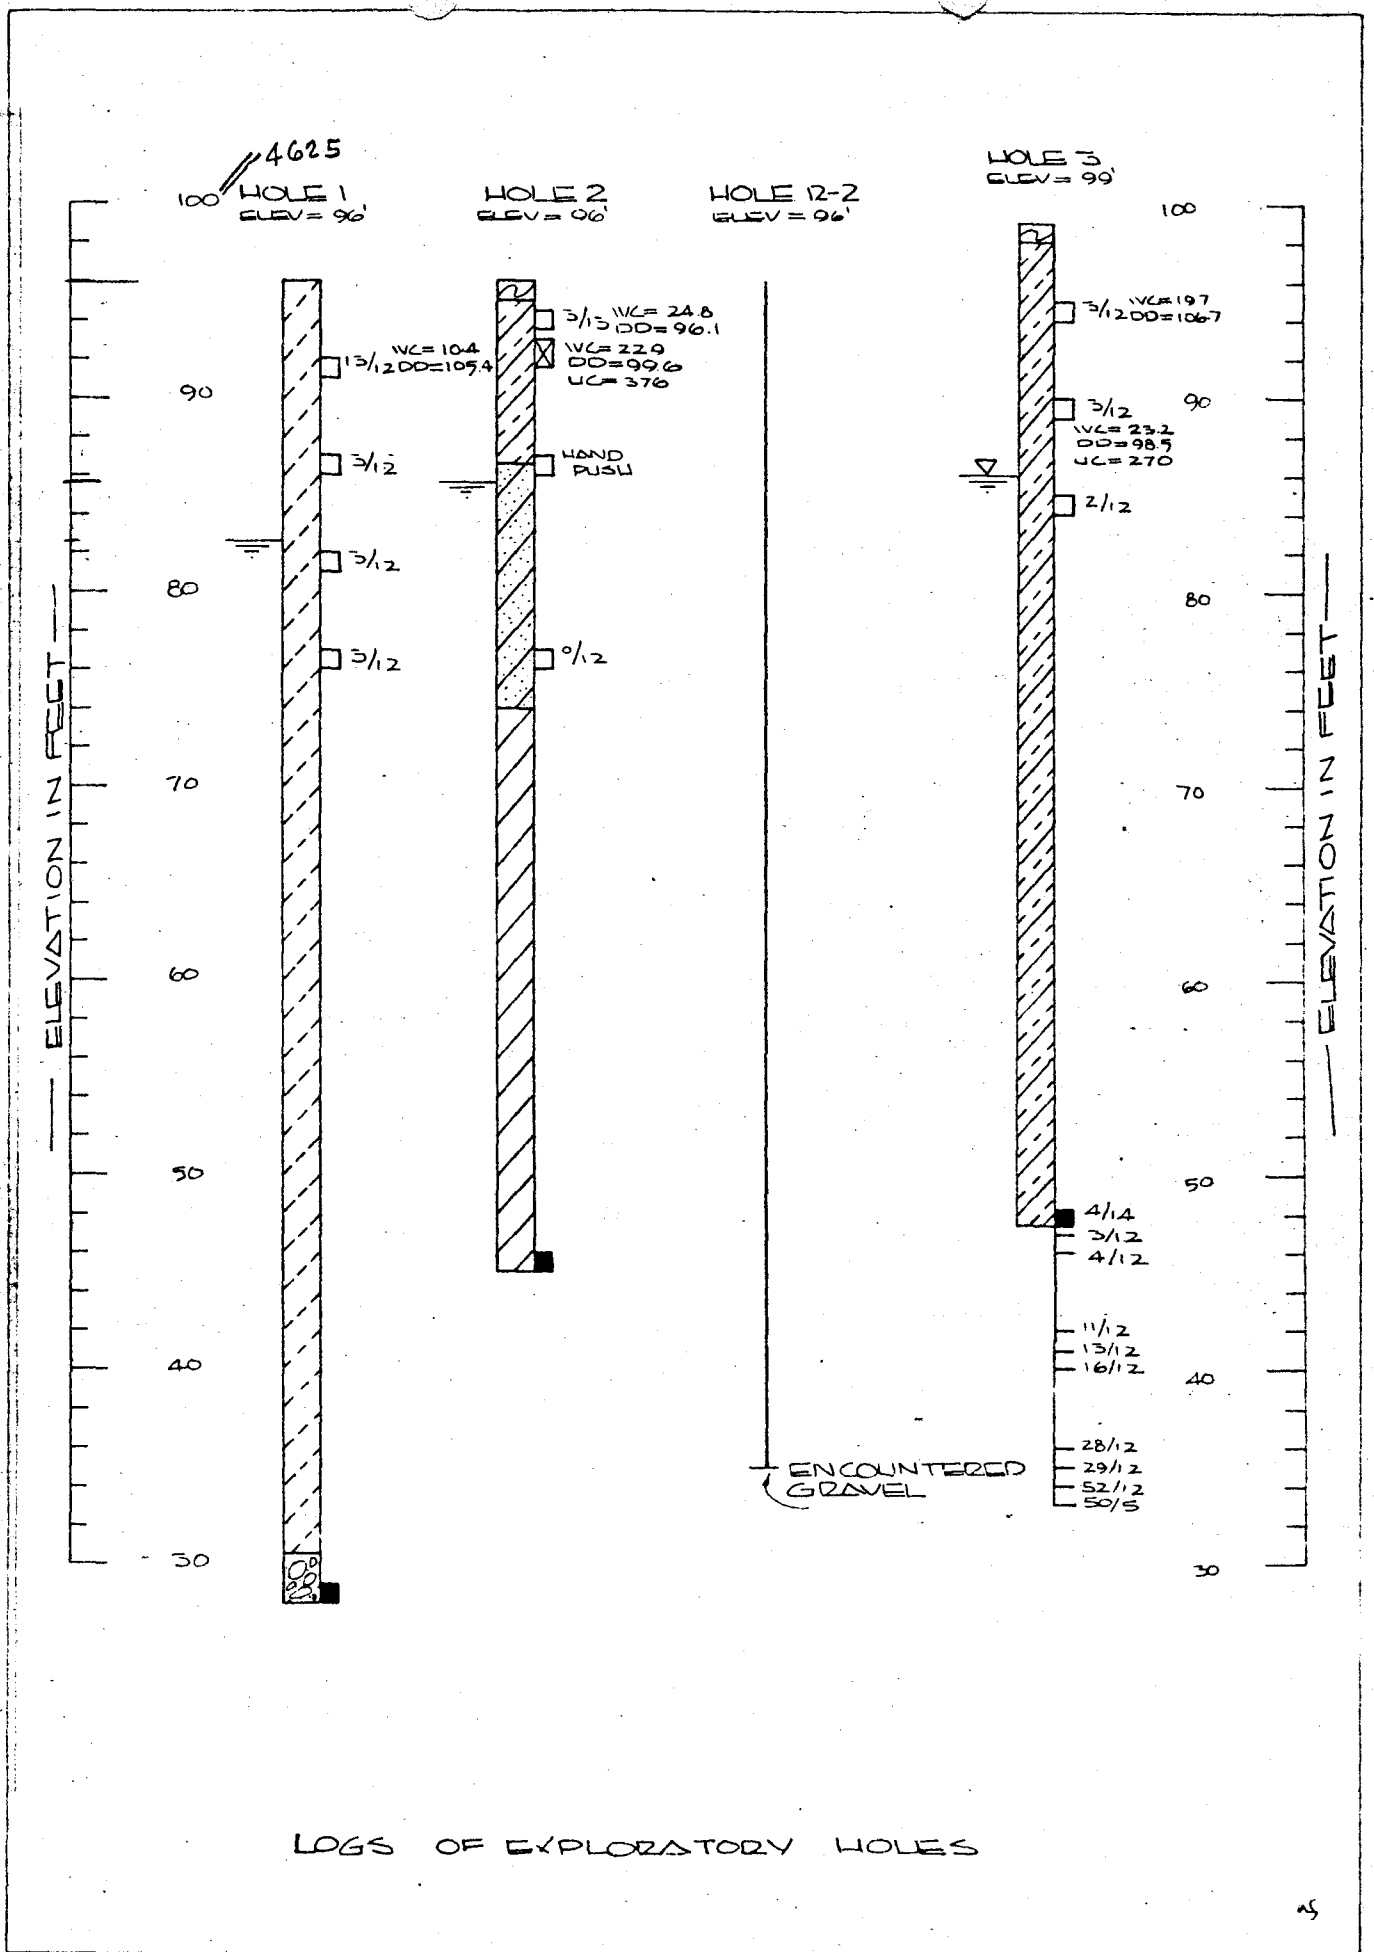 4625
HOLE 1
ELEV = 96'
HOLE 2
ELEV = 96'
HOLE 12-2
ELEV = 96'
HOLE 3
ELEV = 99'
100
90
80
70
60
50
40
30
ELEVATION IN FEET
13/12 WC= 10.4
DD=105.4
3/12
3/12
3/12
3/13 WC= 24.8
DD= 96.1
WC= 22.9
DD= 99.6
UC= 376
HAND
PUSH
0/12
ENCOUNTERED
GRAVEL
3/12 WC= 19.7
DD= 106.7
3/12
WC= 23.2
DD= 98.5
UC= 270
2/12
4/14
3/12
4/12
11/12
13/12
16/12
28/12
29/12
52/12
50/5
100
90
80
70
60
50
40
30
ELEVATION IN FEET
LOGS OF EXPLORATORY HOLES